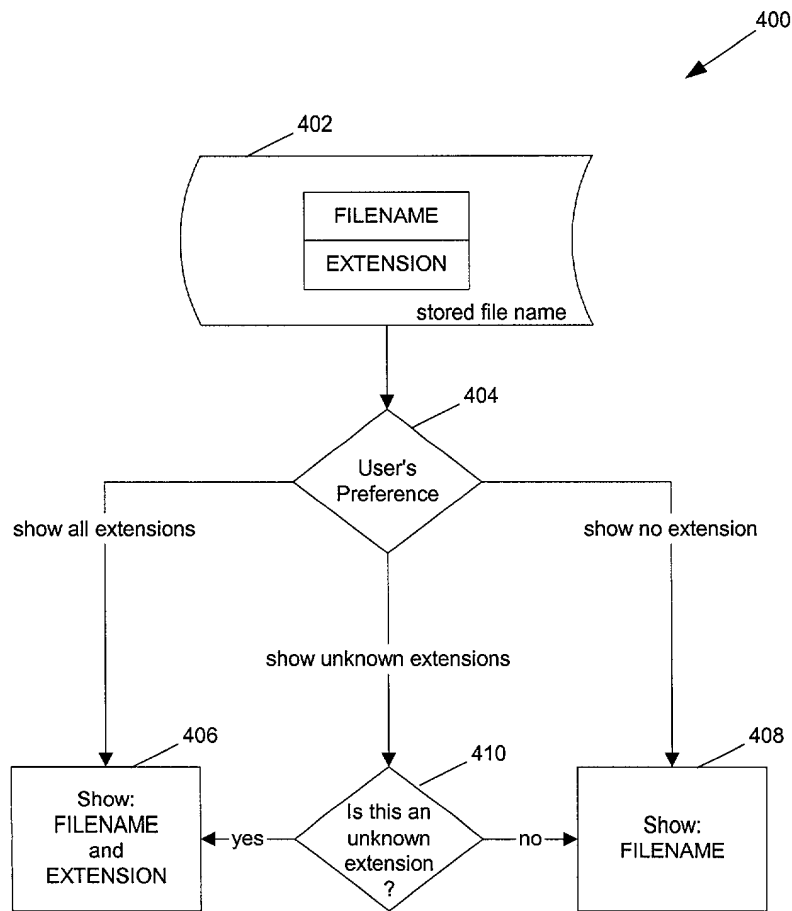 400
402
FILENAME
EXTENSION
stored file name
404
User's
Preference
show all extensions
show no extension
show unknown extensions
406
410
408
Show:
FILENAME
and
EXTENSION
yes
Is this an
unknown
extension
?
no
Show:
FILENAME